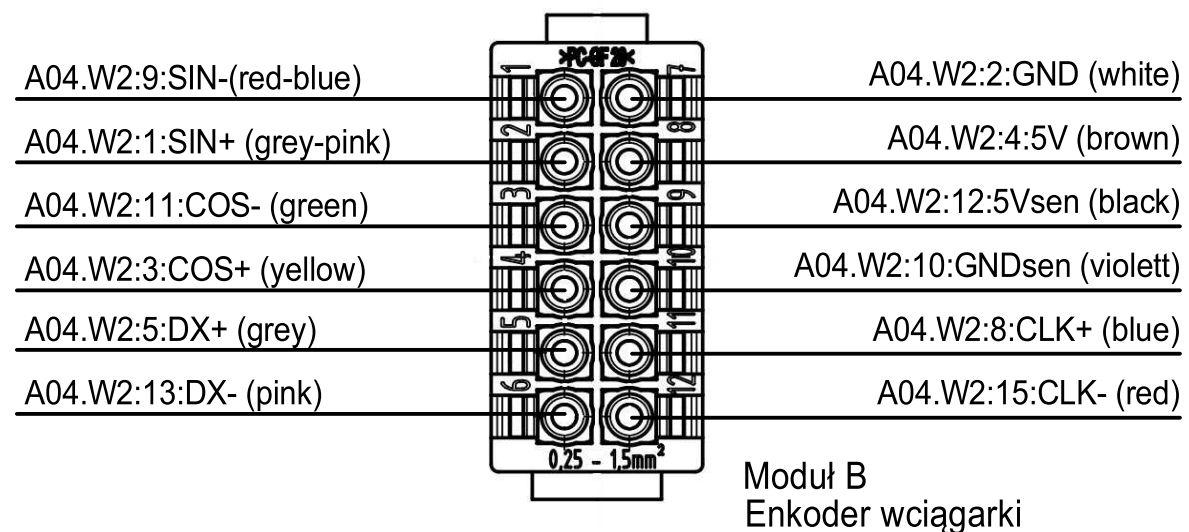 >PC-GF 20<
A04.W2:9:SIN-(red-blue)
1
7
A04.W2:2:GND (white)
A04.W2:1:SIN+ (grey-pink)
2
8
A04.W2:4:5V (brown)
A04.W2:11:COS- (green)
3
9
A04.W2:12:5Vsen (black)
A04.W2:3:COS+ (yellow)
4
10
A04.W2:10:GNDsen (violett)
A04.W2:5:DX+ (grey)
5
11
A04.W2:8:CLK+ (blue)
A04.W2:13:DX- (pink)
6
12
A04.W2:15:CLK- (red)
0,25 - 1,5mm²
Moduł B
Enkoder wciągarki